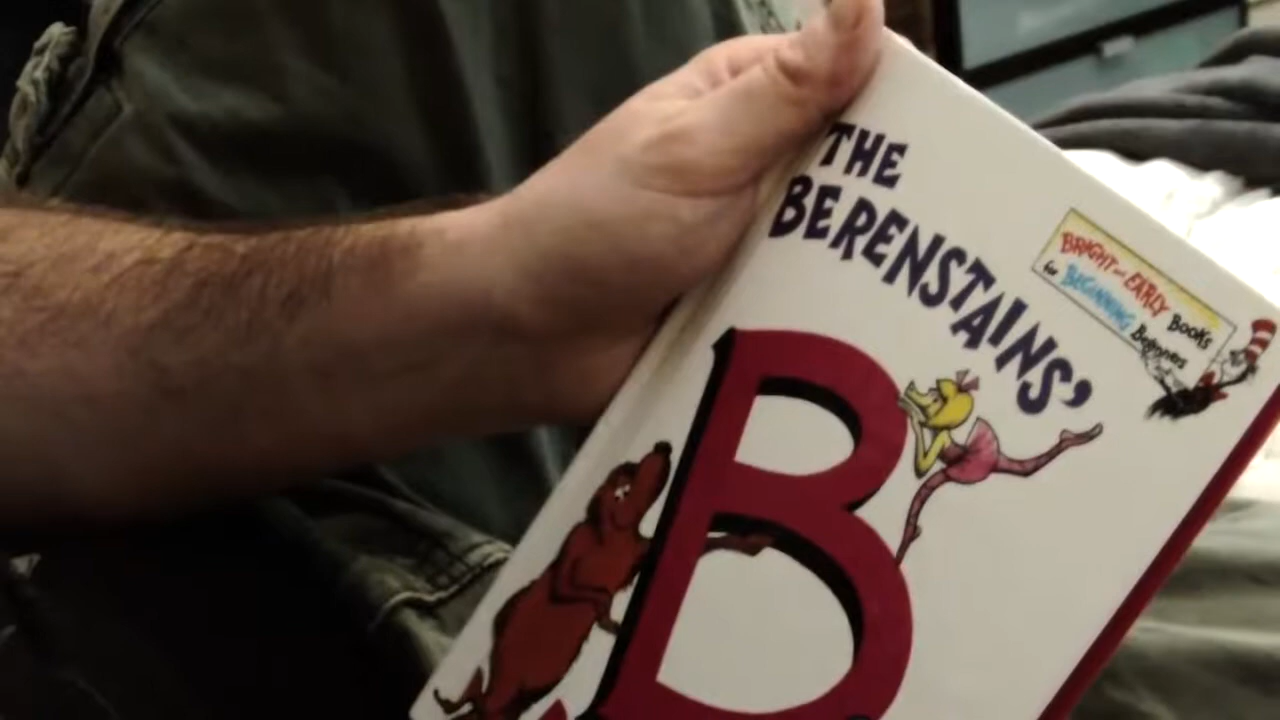 THE
BERENSTAINS'
BRIGHT and EARLY Books
for BEGINNING Beginners
B